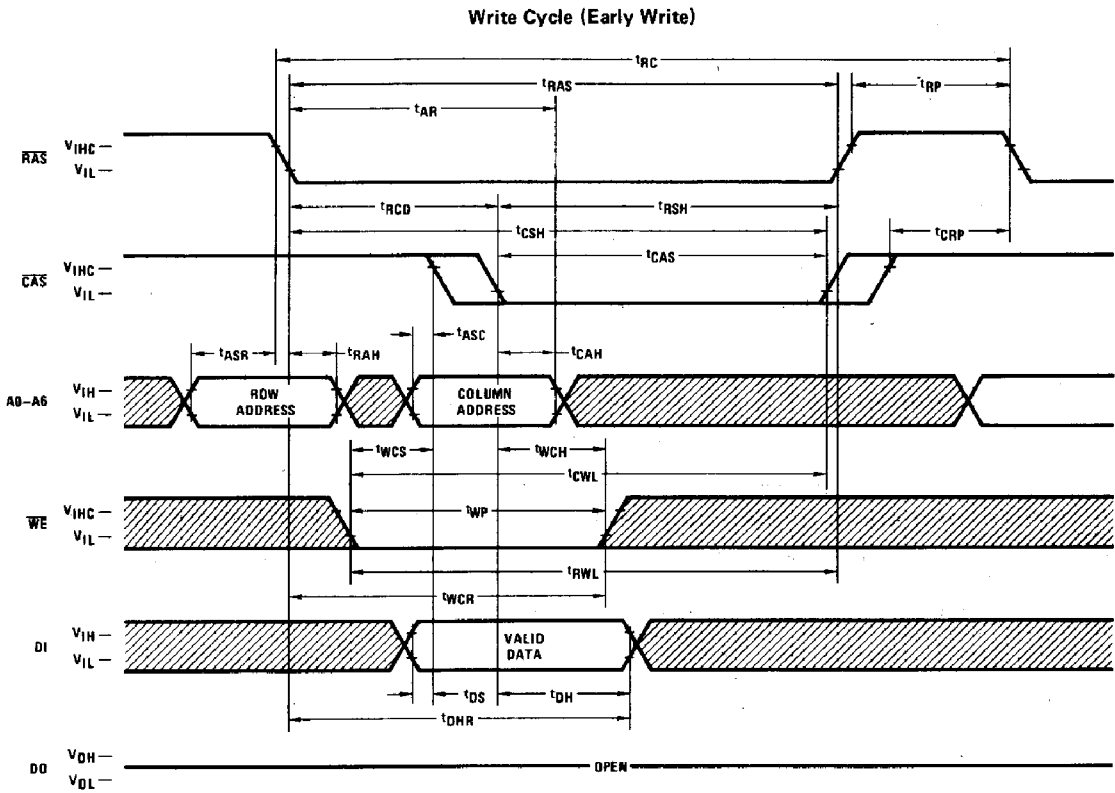 Write Cycle (Early Write)
tRC
tRAS
tRP
tAR
RAS
VIHC
VIL
tRCD
tRSH
tCSH
tCRP
CAS
VIHC
VIL
tCAS
tASC
tASR
tRAH
tCAH
A0–A6
VIH
VIL
ROW
ADDRESS
COLUMN
ADDRESS
tWCS
tWCH
tCWL
WE
VIHC
VIL
tWP
tRWL
tWCR
DI
VIH
VIL
VALID
DATA
tDS
tDH
tDHR
DO
VOH
VOL
OPEN